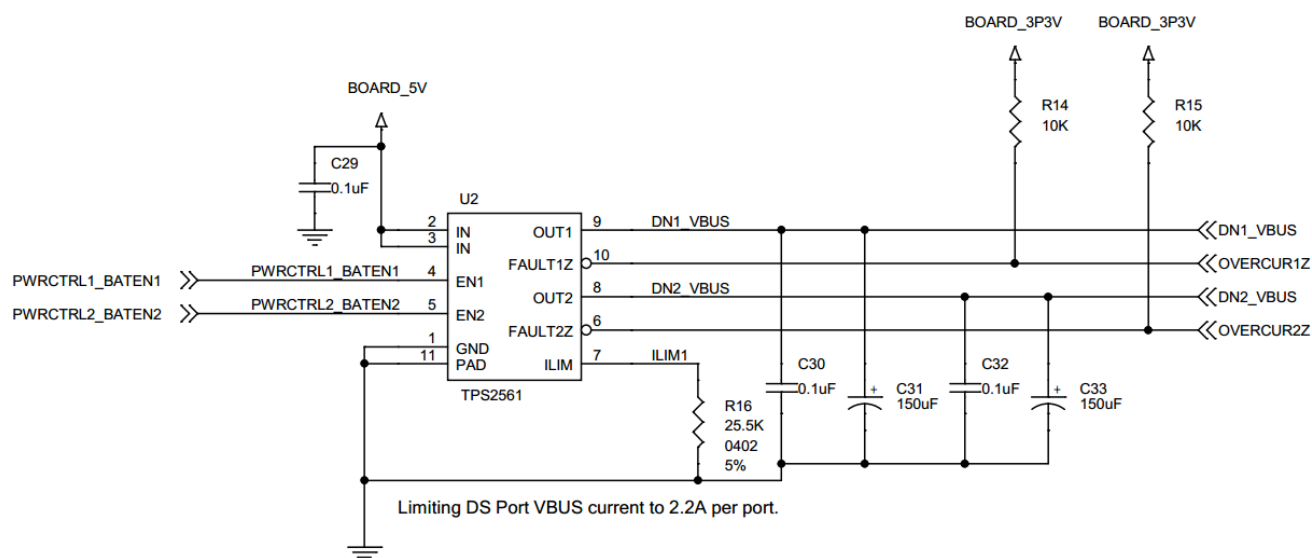 BOARD_3P3V BOARD_3P3V
BOARD_5V
R14 R15
10K 10K
C29
0.1uF
U2
2 IN OUT1 9 DN1_VBUS DN1_VBUS
3 IN
FAULT1Z 10 OVERCUR1Z
PWRCTRL1_BATEN1 PWRCTRL1_BATEN1 4 EN1
OUT2 8 DN2_VBUS DN2_VBUS
PWRCTRL2_BATEN2 PWRCTRL2_BATEN2 5 EN2
FAULT2Z 6 OVERCUR2Z
1 GND
11 PAD ILIM 7 ILIM1
TPS2561
C30 C32
0.1uF 0.1uF
+ C31 + C33
150uF 150uF
R16
25.5K
0402
5%
Limiting DS Port VBUS current to 2.2A per port.